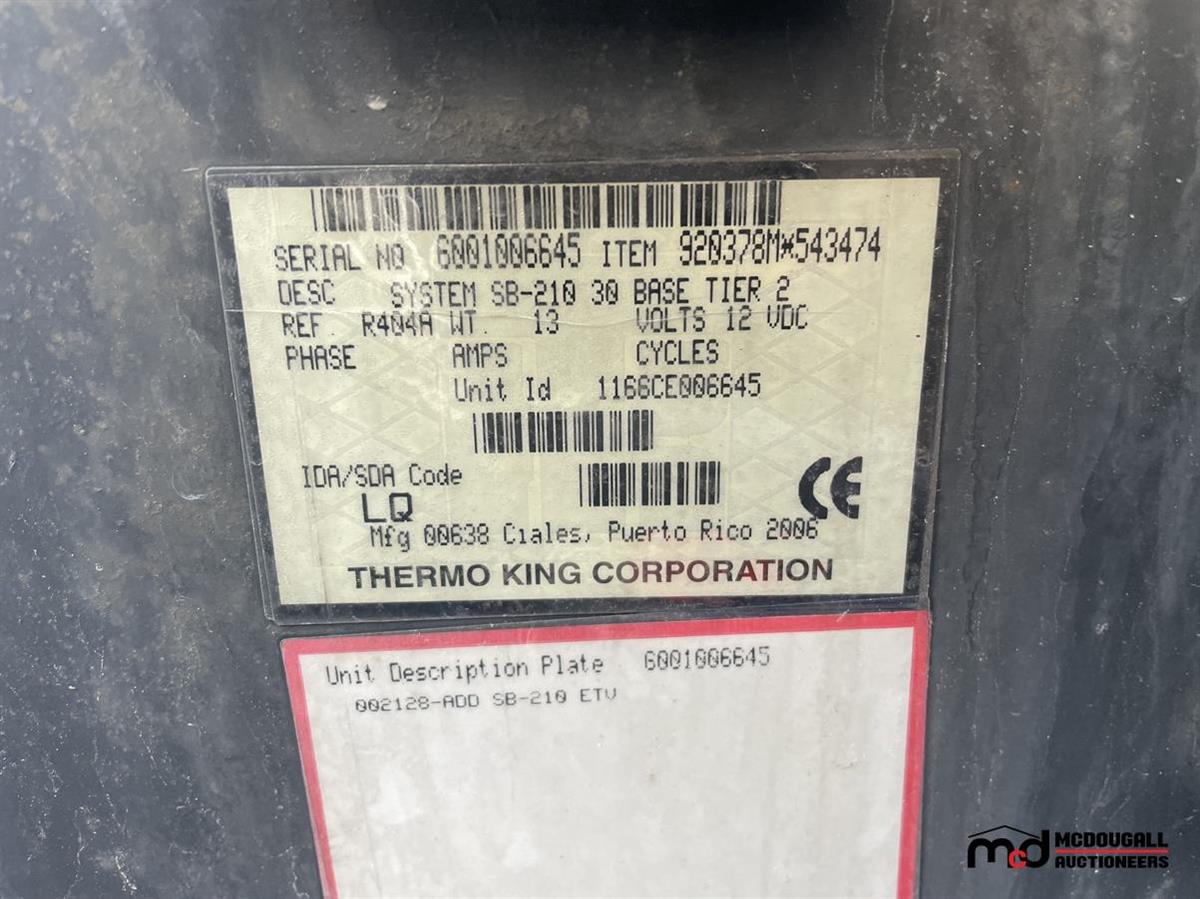 SERIAL NO 6001006645 ITEM 920378M*543474
DESC SYSTEM SB-210 30 BASE TIER 2
REF. R404A WT. 13 VOLTS 12 VDC
PHASE AMPS CYCLES
Unit Id 1166CE006645
IDA/SDA Code
LQ
CE
Mfg 00638 Ciales, Puerto Rico 2006
THERMO KING CORPORATION
Unit Description Plate 6001006645
002128-ADD SB-210 ETV
mcd MCDOUGALL
AUCTIONEERS